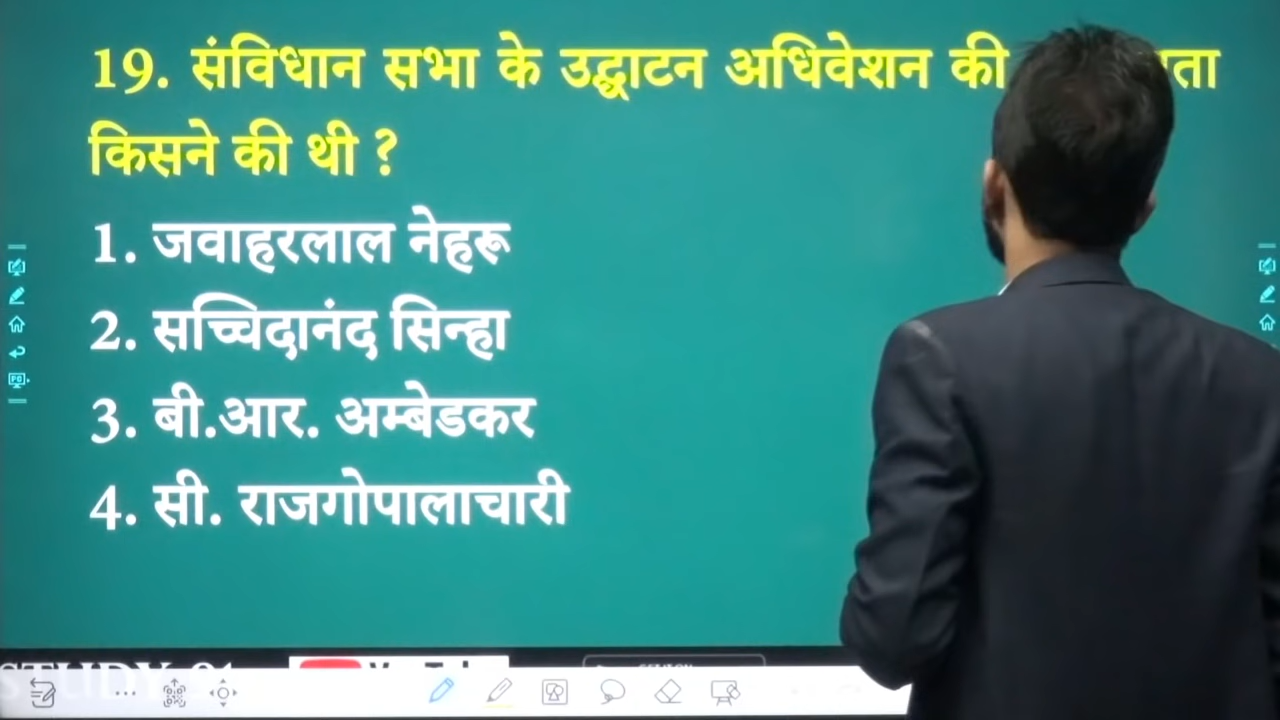 19. संविधान सभा के उद्घाटन अधिवेशन की
किसने की थी ?
1. जवाहरलाल नेहरू
2. सच्चिदानंद सिन्हा
3. बी.आर. अम्बेडकर
4. सी. राजगोपालाचारी